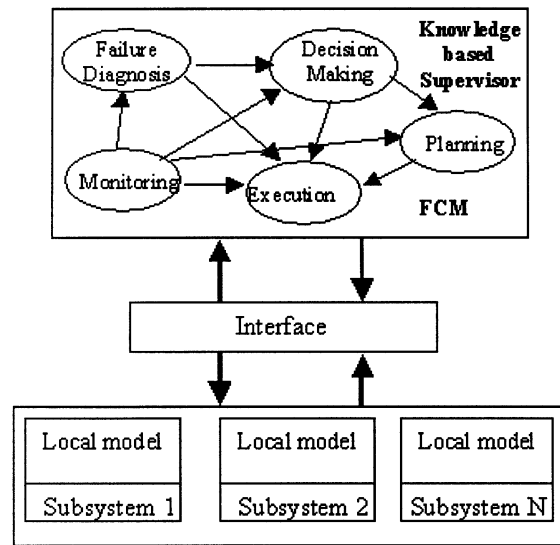 Failure
Diagnosis
Decision
Making
Knowledge
based
Supervisor
Planning
Monitoring
Execution
FCM
Interface
Local model
Subsystem 1
Local model
Subsystem 2
Local model
Subsystem N